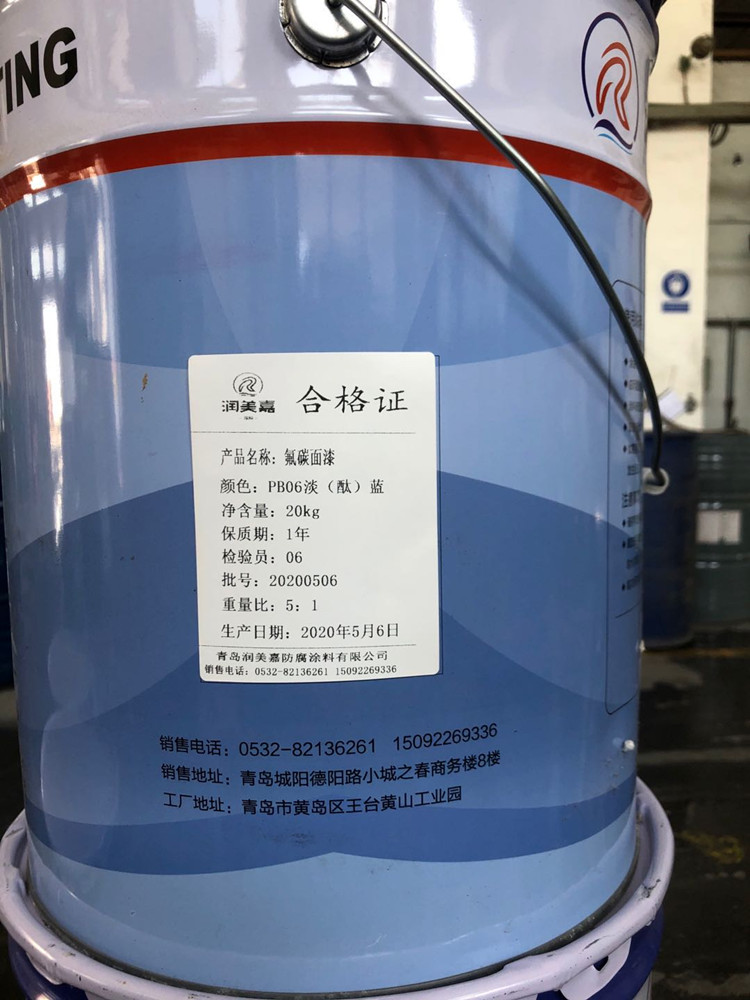 TING
润美嘉
合格证
产品名称：氟碳面漆
颜色：PB06淡（酞）蓝
净含量：20kg
保质期：1年
检验员：06
批号：20200506
重量比：5：1
生产日期：2020年5月6日
青岛润美嘉防腐涂料有限公司
销售电话：0532-82136261 15092269336
销售电话：0532-82136261 15092269336
销售地址：青岛城阳德阳路小城之春商务楼8楼
工厂地址：青岛市黄岛区王台黄山工业园